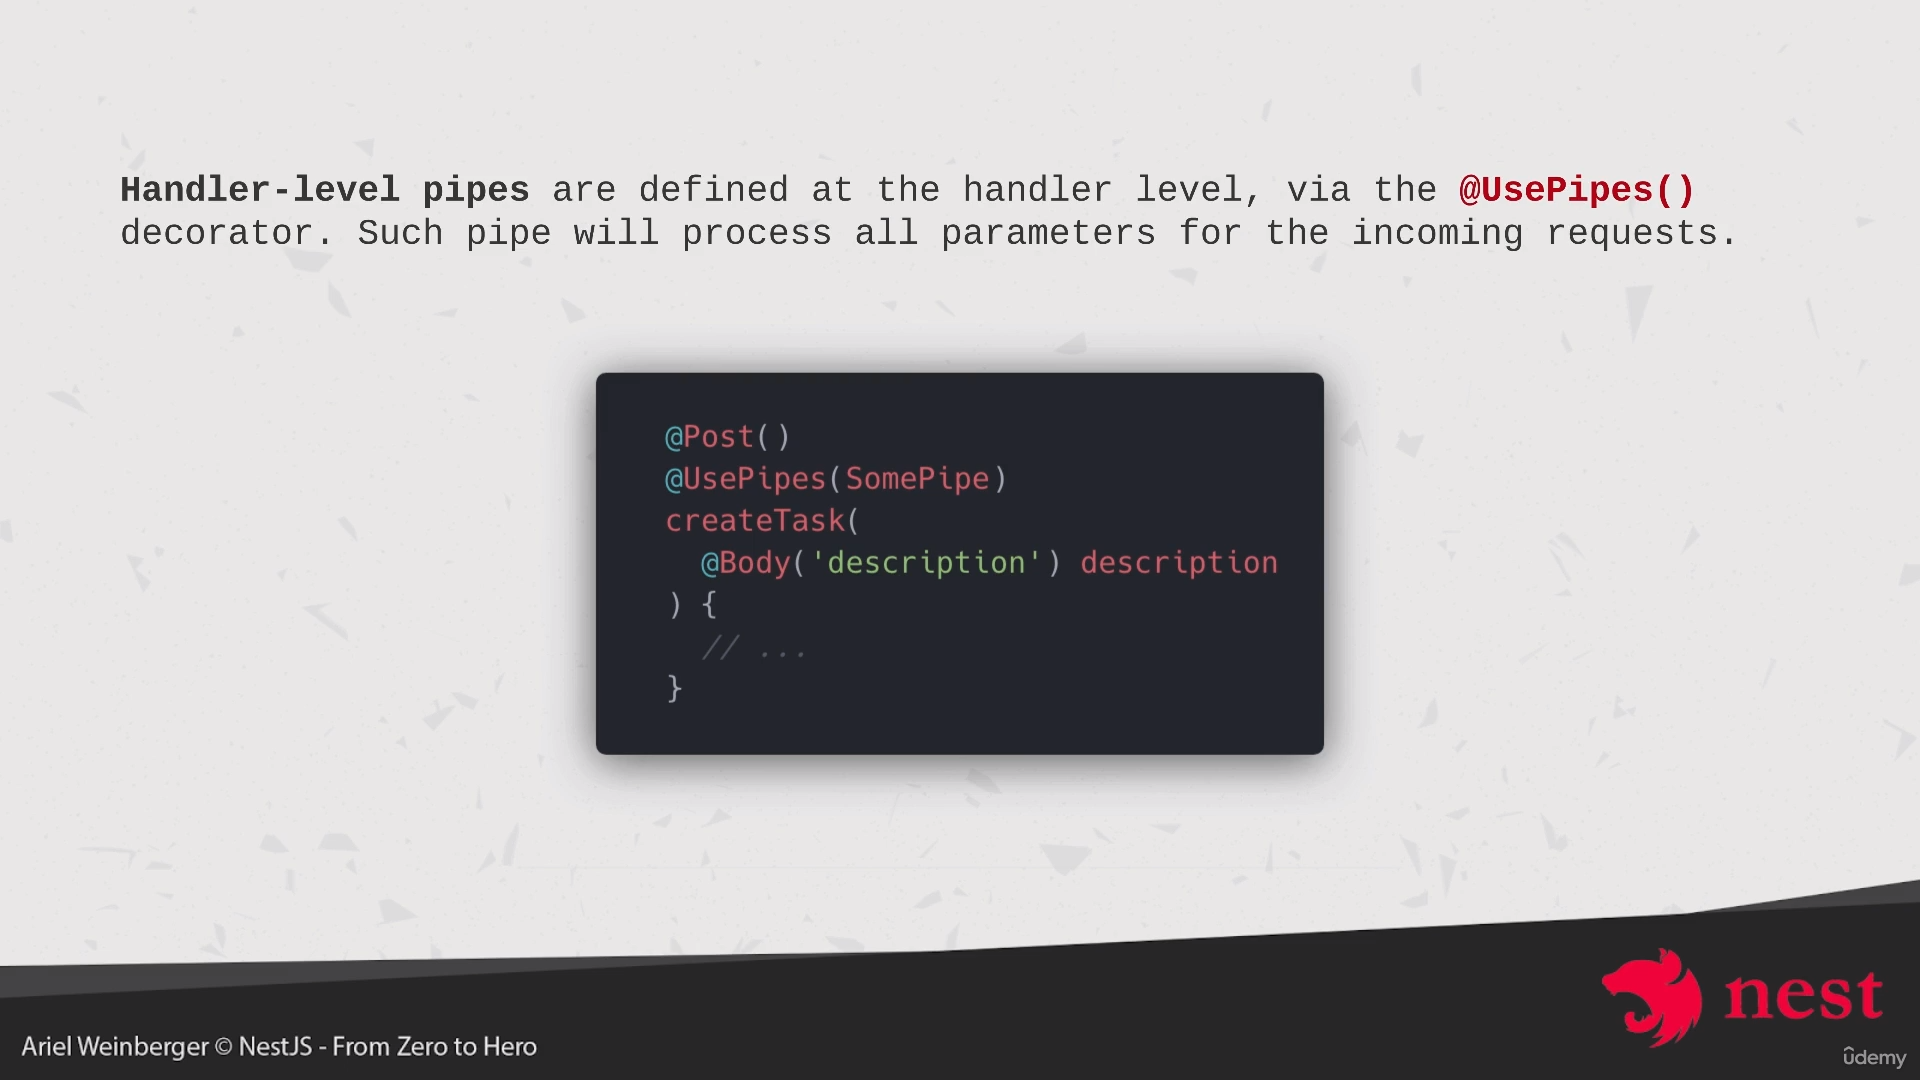 Handler-level pipes are defined at the handler level, via the @UsePipes()
decorator. Such pipe will process all parameters for the incoming requests.
@Post()
@UsePipes(SomePipe)
createTask(
  @Body('description') description
) {
  // ...
}
nest
Ariel Weinberger © NestJS - From Zero to Hero
ûdemy